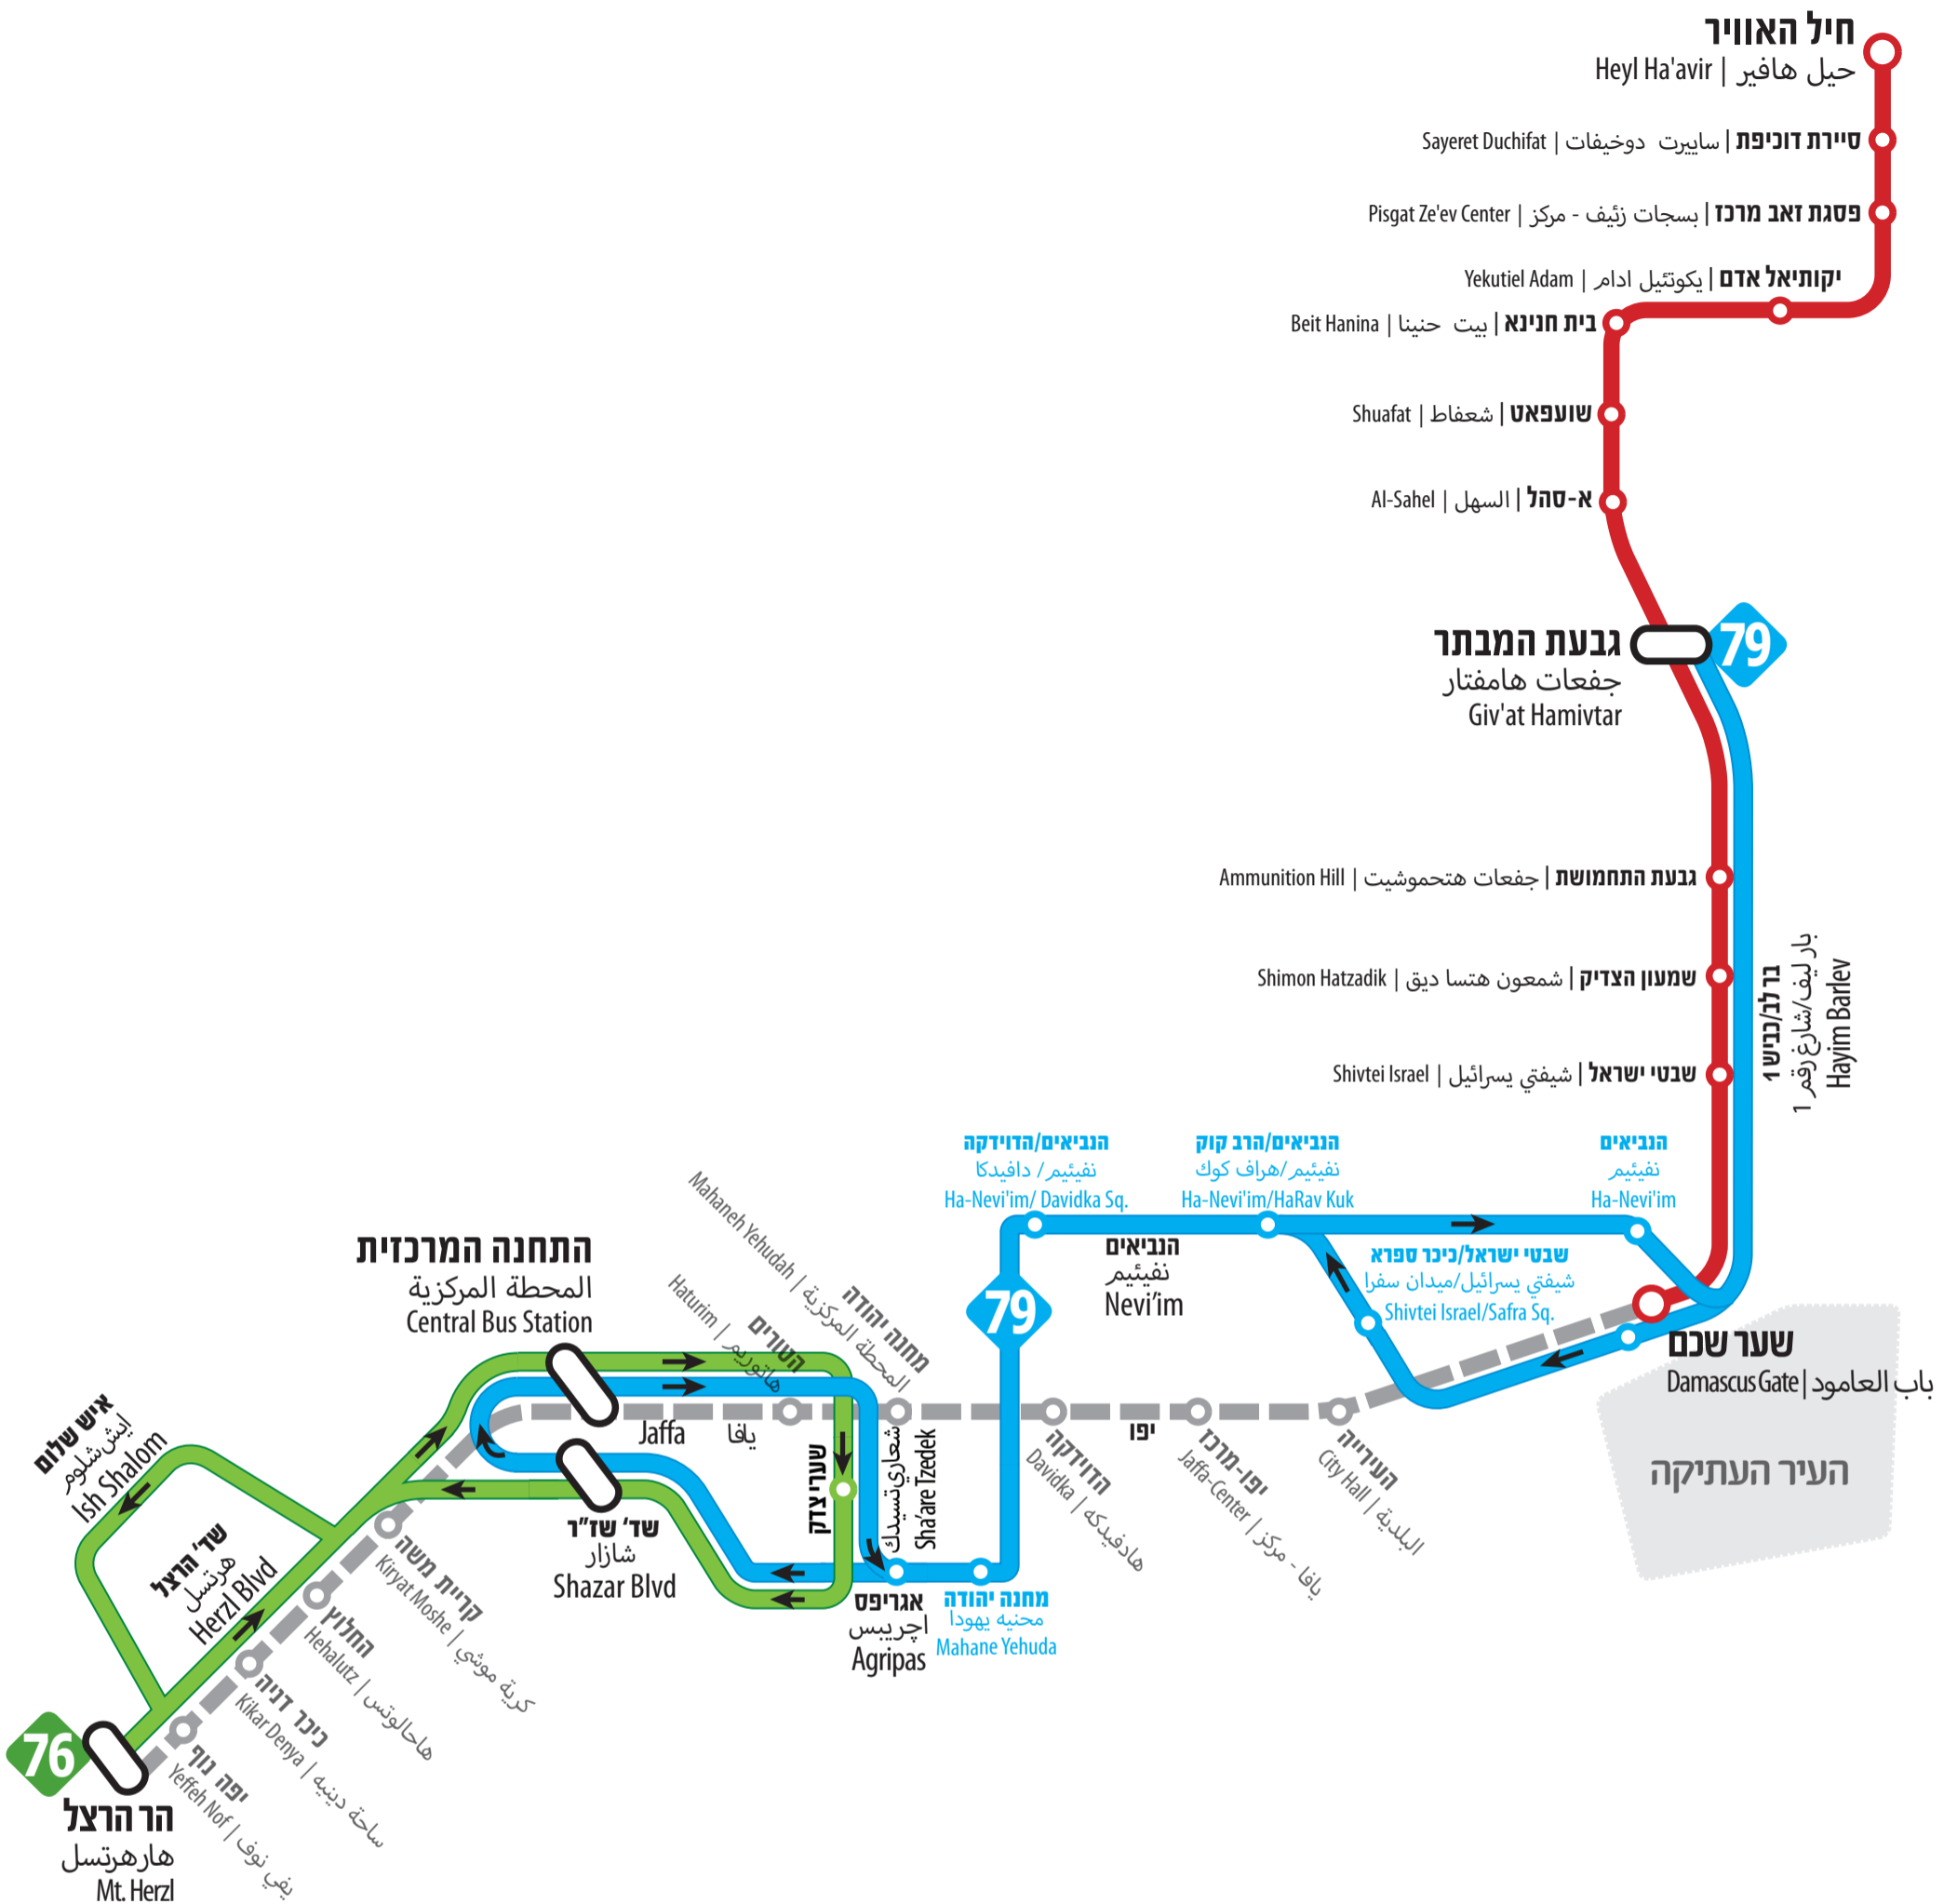 חיל האוויר
Heyl Ha'avir | حيل هافير
Sayeret Duchifat | ساييرت دوخيفات | סיירת דוכיפת
Pisgat Ze'ev Center | بسجات زئيف - مركز | פסגת זאב מרכז
Yekutiel Adam | يكوتئيل ادام | יקותיאל אדם
Beit Hanina | بيت حنينا | בית חנינא
Shuafat | شعفاط | שועפאט
Al-Sahel | السهل | א-סהל
גבעת המבתר
جفعات هامفتار
Giv'at Hamivtar
79
Ammunition Hill | جفعات هتحموشيت | גבעת התחמושת
Shimon Hatzadik | شمعون هتسا ديق | שמעון הצדיק
Shivtei Israel | شيفتي يسرائيل | שבטי ישראל
בר לב/כביש 1
بار ليف/شارع رقم 1
Hayim Barlev
הנביאים/הדוידקה
نفيئيم/ دافيدكا
Ha-Nevi'im/ Davidka Sq.
הנביאים/הרב קוק
نفيئيم/هراف كوك
Ha-Nevi'im/HaRav Kuk
הנביאים
نفيئيم
Ha-Nevi'im
הנביאים
نفيئيم
Nevi'im
שבטי ישראל/כיכר ספרא
شيفتي يسرائيل/ميدان سفرا
Shivtei Israel/Safra Sq.
79
שער שכם
Damascus Gate | باب العامود
העיר העתיקה
התחנה המרכזית
المحطة المركزية
Central Bus Station
הטורים
Haturim | هاتوريم
מחנה יהודה
Mahaneh Yehudah | المحطة المركزية
Jaffa يافا יפו
הדוידקה
Davidka | هادفيدكه
יפו-מרכז
Jaffa-Center | يافا - مركز
העירייה
City Hall | البلدية
שערי צדק
شعاري تسيدك
Sha'are Tzedek
שד' שז"ר
شازار
Shazar Blvd
אגריפס
اچريبس
Agripas
מחנה יהודה
محنيه يهودا
Mahane Yehuda
איש שלום
ايش شلوم
Ish Shalom
שד' הרצל
هرتسل
Herzl Blvd
קריית משה
Kiryat Moshe | كرية موشي
החלוץ
Hehalutz | هاحالوتس
כיכר דניה
Kikar Denya | ساحة دينيه
יפה נוף
Yeffeh Nof | يفي نوف
76
הר הרצל
هارهرتسل
Mt. Herzl